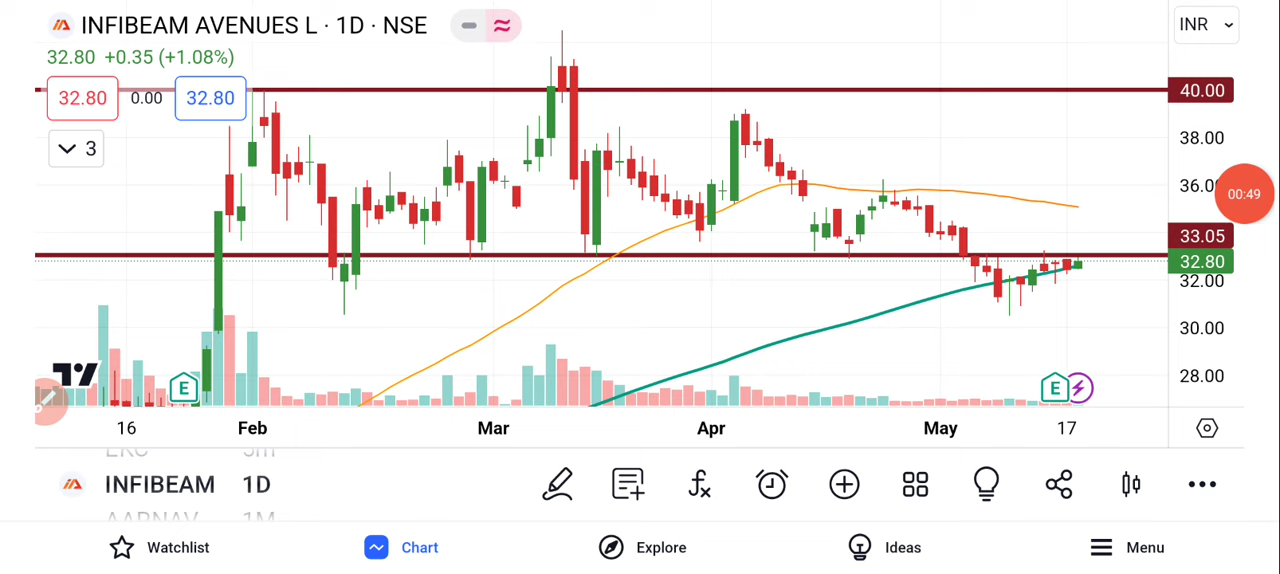 INFIBEAM AVENUES L · 1D · NSE
INR
32.80 +0.35 (+1.08%)
32.80 0.00 32.80
3
40.00
38.00
36.0
00:49
33.05
32.80
32.00
30.00
28.00
E E
16 Feb Mar Apr May 17
INFIBEAM 1D
Watchlist Chart Explore Ideas Menu